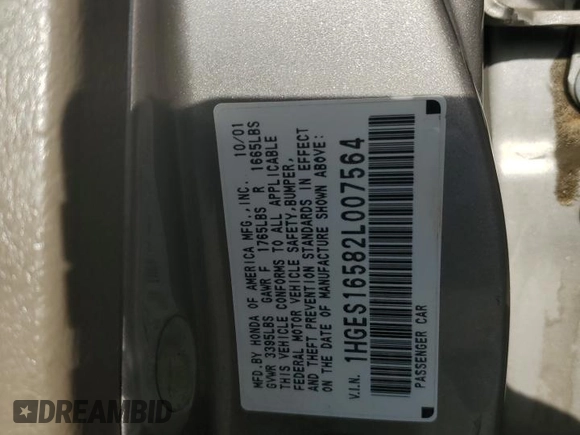 MFD.BY HONDA OF AMERICA MFG.,INC. 10/01
GVWR 3395LBS GAWR F 1765LBS R 1665LBS
THIS VEHICLE CONFORMS TO ALL APPLICABLE
FEDERAL MOTOR VEHICLE SAFETY,BUMPER,
AND THEFT PREVENTION STANDARDS IN EFFECT
ON THE DATE OF MANUFACTURE SHOWN ABOVE:
V.I.N. 1HGES16582L007564
PASSENGER CAR
DREAMBID